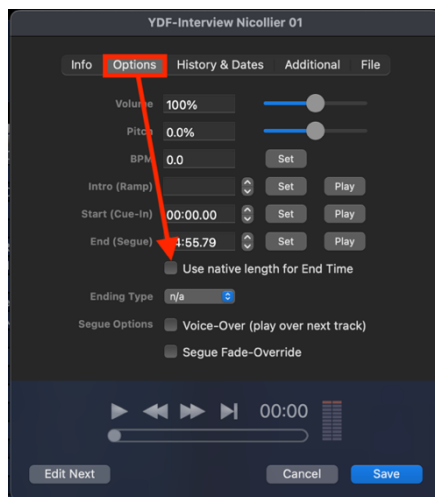 YDF-Interview Nicollier 01
Info Options History & Dates Additional File
Volume 100%
Pitch 0.0%
BPM 0.0 Set
Intro (Ramp) Set Play
Start (Cue-In) 00:00.00 Set Play
End (Segue) 4:55.79 Set Play
Use native length for End Time
Ending Type n/a
Segue Options Voice-Over (play over next track)
Segue Fade-Override
00:00
Edit Next Cancel Save